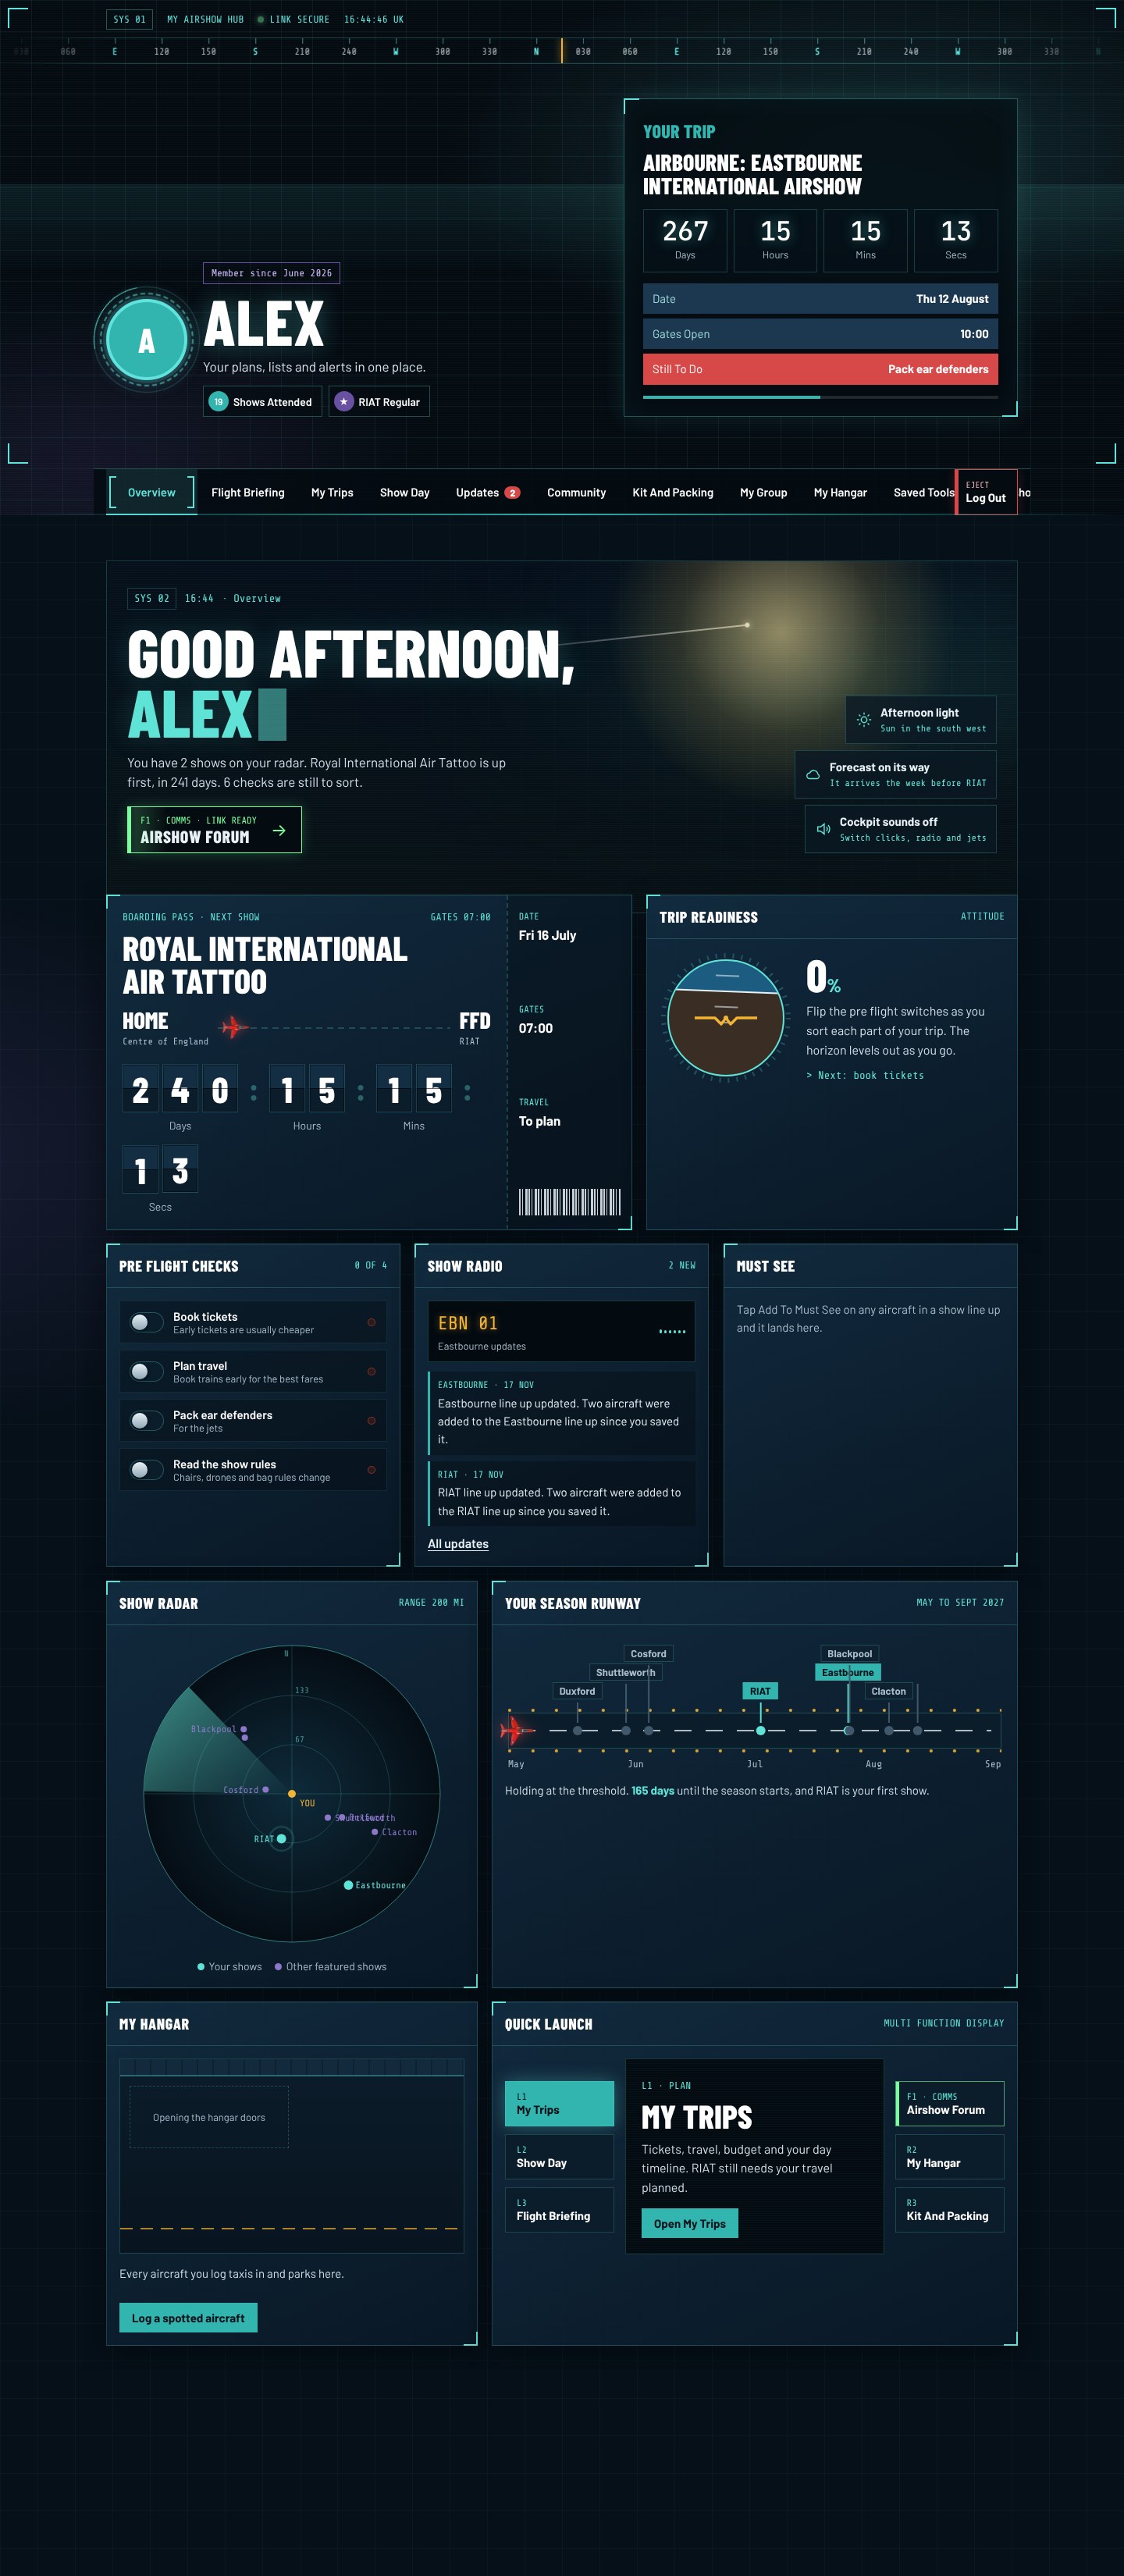 SYS 01 MY AIRSHOW HUB LINK SECURE 16:44:46 UK
030 060 E 120 150 S 210 240 W 300 330 N 030 060 E 120 150 S 210 240 W 300 330 N
YOUR TRIP
AIRBOURNE: EASTBOURNE
INTERNATIONAL AIRSHOW
267 15 15 13
Days Hours Mins Secs
Date Thu 12 August
Gates Open 10:00
Still To Do Pack ear defenders
Member since June 2026
A
ALEX
Your plans, lists and alerts in one place.
19 Shows Attended ★ RIAT Regular
Overview Flight Briefing My Trips Show Day Updates 2 Community Kit And Packing My Group My Hangar Saved Tools
EJECT
Log Out
SYS 02 16:44 · Overview
GOOD AFTERNOON,
ALEX
You have 2 shows on your radar. Royal International Air Tattoo is up
first, in 241 days. 6 checks are still to sort.
F1 · COMMS · LINK READY
AIRSHOW FORUM
Afternoon light
Sun in the south west
Forecast on its way
It arrives the week before RIAT
Cockpit sounds off
Switch clicks, radio and jets
BOARDING PASS · NEXT SHOW GATES 07:00
ROYAL INTERNATIONAL
AIR TATTOO
HOME FFD
Centre of England RIAT
2 4 0 : 1 5 : 1 5 :
Days Hours Mins
1 3
Secs
DATE
Fri 16 July
GATES
07:00
TRAVEL
To plan
TRIP READINESS ATTITUDE
0%
Flip the pre flight switches as you
sort each part of your trip. The
horizon levels out as you go.
> Next: book tickets
PRE FLIGHT CHECKS 0 OF 4
Book tickets
Early tickets are usually cheaper
Plan travel
Book trains early for the best fares
Pack ear defenders
For the jets
Read the show rules
Chairs, drones and bag rules change
SHOW RADIO 2 NEW
EBN 01
Eastbourne updates
EASTBOURNE · 17 NOV
Eastbourne line up updated. Two aircraft were
added to the Eastbourne line up since you saved
it.
RIAT · 17 NOV
RIAT line up updated. Two aircraft were added to
the RIAT line up since you saved it.
All updates
MUST SEE
Tap Add To Must See on any aircraft in a show line up
and it lands here.
SHOW RADAR RANGE 200 MI
N
133
67
Blackpool
Cosford
YOU
Clacton
RIAT
Eastbourne
Your shows Other featured shows
YOUR SEASON RUNWAY MAY TO SEPT 2027
Cosford Blackpool
Shuttleworth Eastbourne
Duxford RIAT Clacton
May Jun Jul Aug Sep
Holding at the threshold. 165 days until the season starts, and RIAT is your first show.
MY HANGAR
Opening the hangar doors
Every aircraft you log taxis in and parks here.
Log a spotted aircraft
QUICK LAUNCH MULTI FUNCTION DISPLAY
L1
My Trips
L2
Show Day
L3
Flight Briefing
L1 · PLAN
MY TRIPS
Tickets, travel, budget and your day
timeline. RIAT still needs your travel
planned.
Open My Trips
F1 · COMMS
Airshow Forum
R2
My Hangar
R3
Kit And Packing